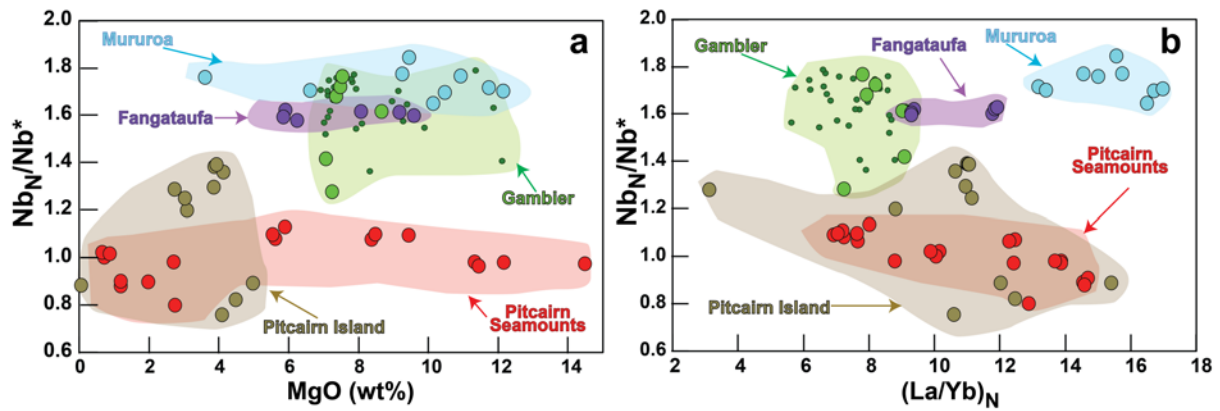 2.0
1.8
1.6
1.4
1.2
1.0
0.8
0.6
Nb_N/Nb*
Mururoa
a
Fangataufa
Gambier
Pitcairn Island
Pitcairn
Seamounts
0
2
4
6
8
10
12
14
MgO (wt%)
2.0
1.8
1.6
1.4
1.2
1.0
0.8
0.6
Nb_N/Nb*
Gambier
Fangataufa
Mururoa
b
Pitcairn
Seamounts
Pitcairn Island
2
4
6
8
10
12
14
16
18
(La/Yb)_N